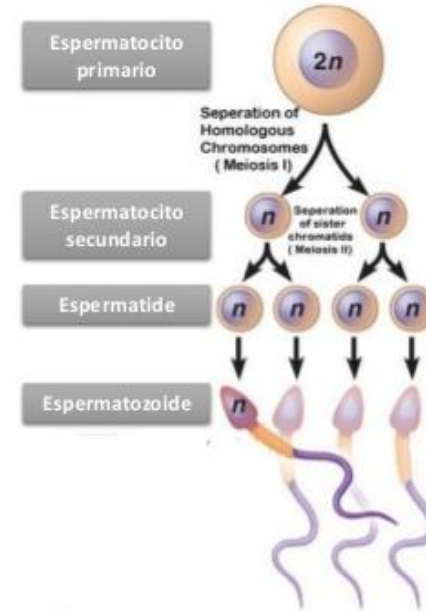 Espermatocito
primario
2n
Seperation of
Homologous
Chromosomes
( Meiosis I )
Espermatocito
secundario
n
Seperation
of sister
chromatids
( Meiosis II )
n
Espermatide
n
n
n
n
Espermatozoide
n